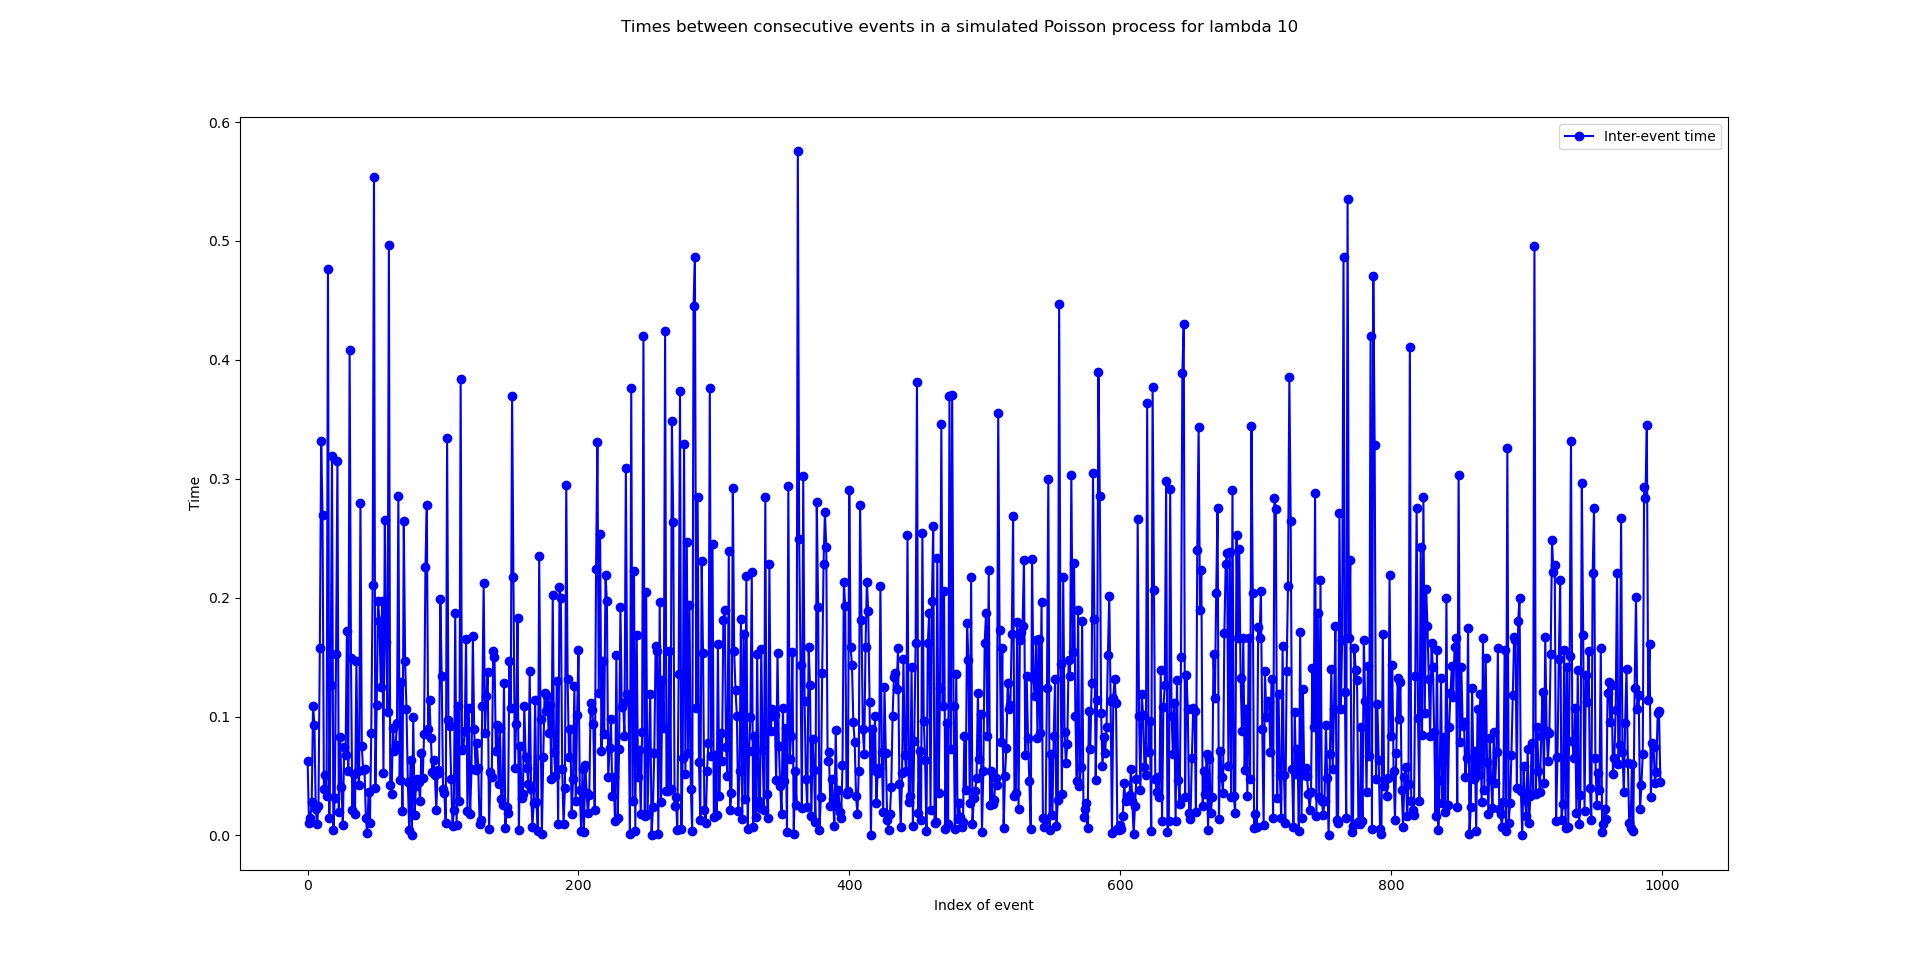 Times between consecutive events in a simulated Poisson process for lambda 10
Inter-event time
0.6
0.5
0.4
0.3
0.2
0.1
0.0
Time
0 200 400 600 800 1000
Index of event